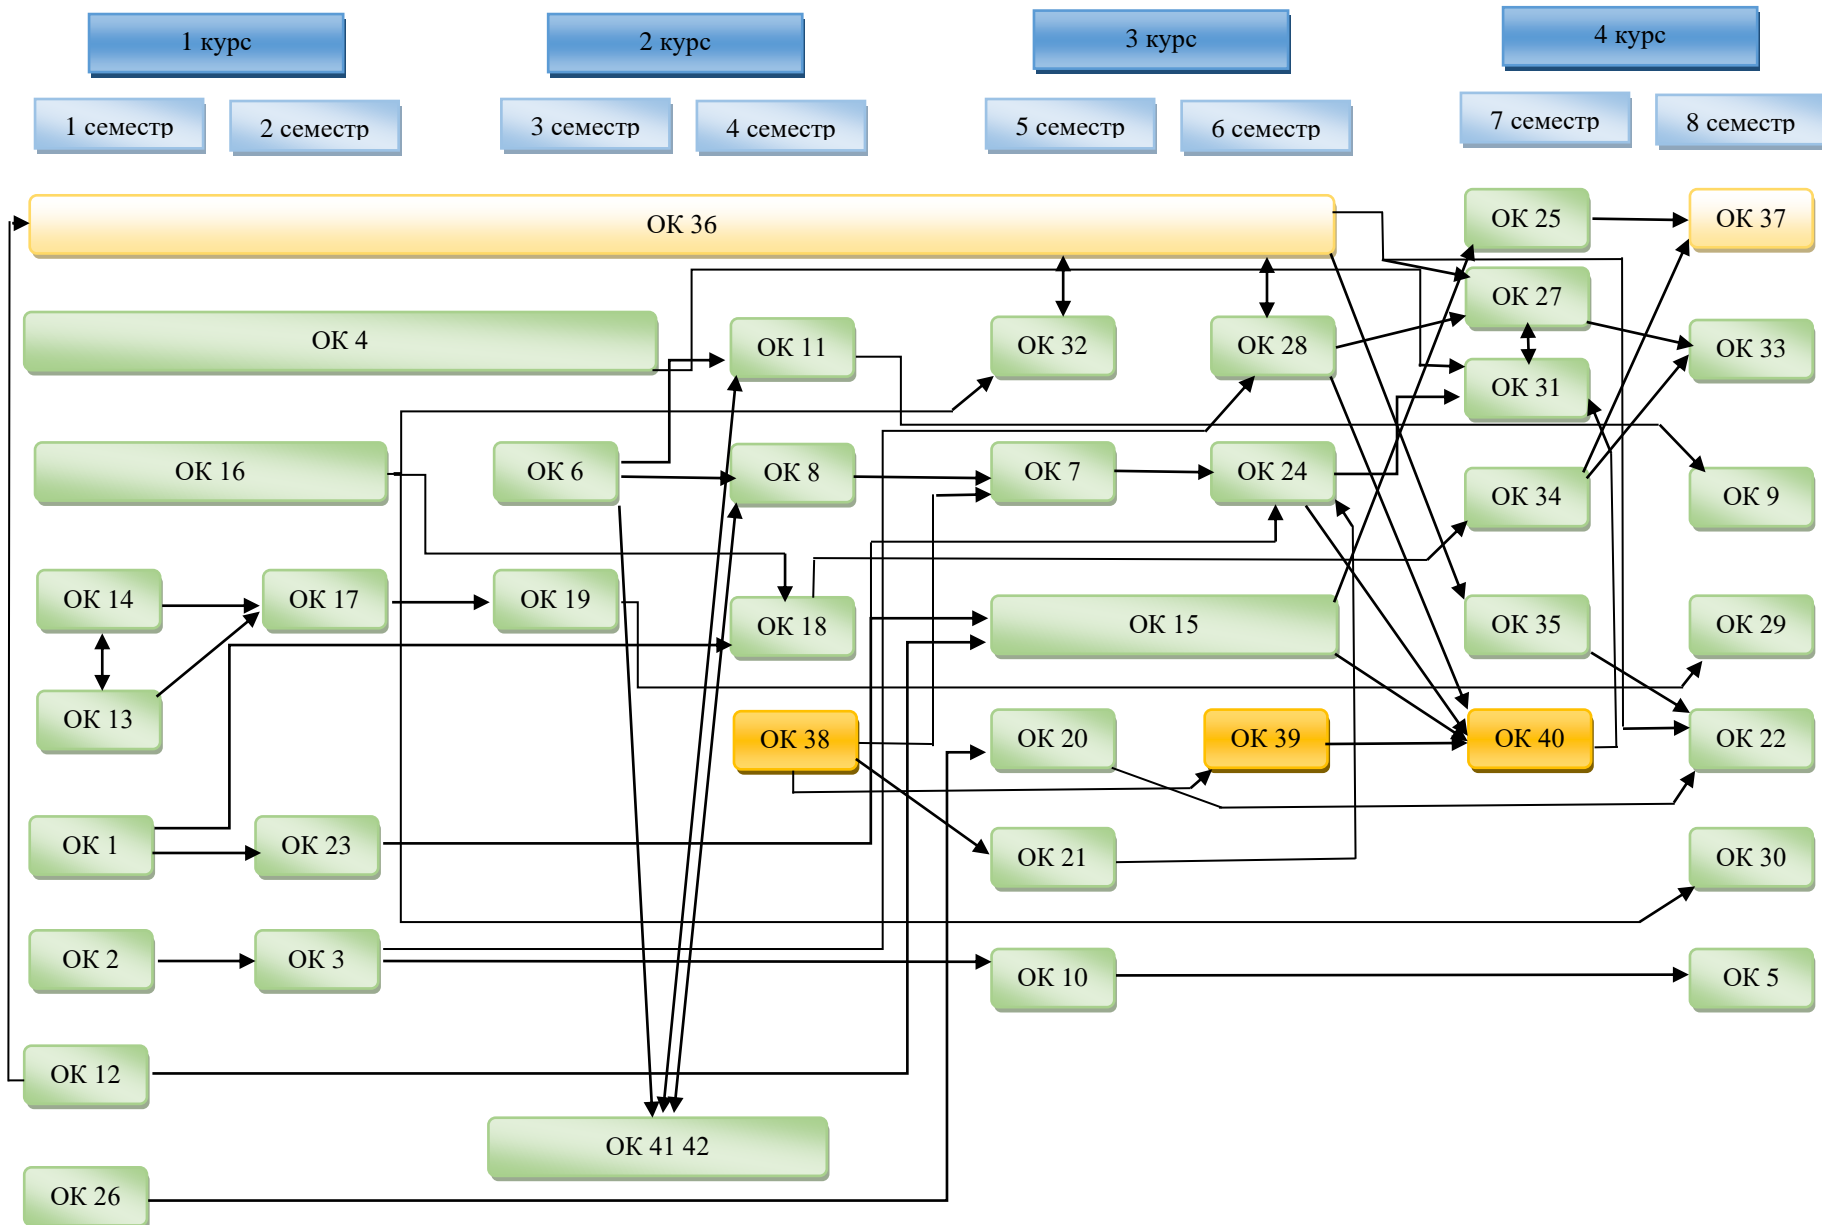 1 курс
2 курс
3 курс
4 курс
1 семестр
2 семестр
3 семестр
4 семестр
5 семестр
6 семестр
7 семестр
8 семестр
ОК 36
ОК 25
ОК 37
ОК 27
ОК 4
ОК 11
ОК 32
ОК 28
ОК 33
ОК 31
ОК 16
ОК 6
ОК 8
ОК 7
ОК 24
ОК 34
ОК 9
ОК 14
ОК 17
ОК 19
ОК 18
ОК 15
ОК 35
ОК 29
ОК 13
ОК 38
ОК 20
ОК 39
ОК 40
ОК 22
ОК 1
ОК 23
ОК 21
ОК 30
ОК 2
ОК 3
ОК 10
ОК 5
ОК 12
ОК 41 42
ОК 26